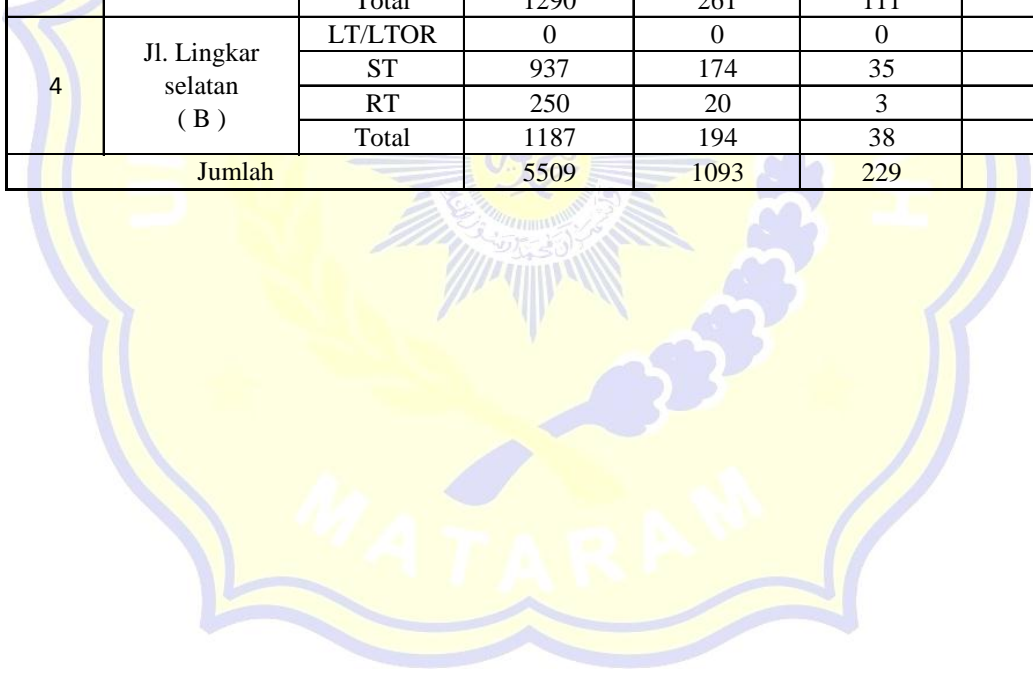 Total 1290 261 111
4 Jl. Lingkar selatan ( B ) LT/LTOR 0 0 0
ST 937 174 35
RT 250 20 3
Total 1187 194 38
Jumlah 5509 1093 229
MATARAM